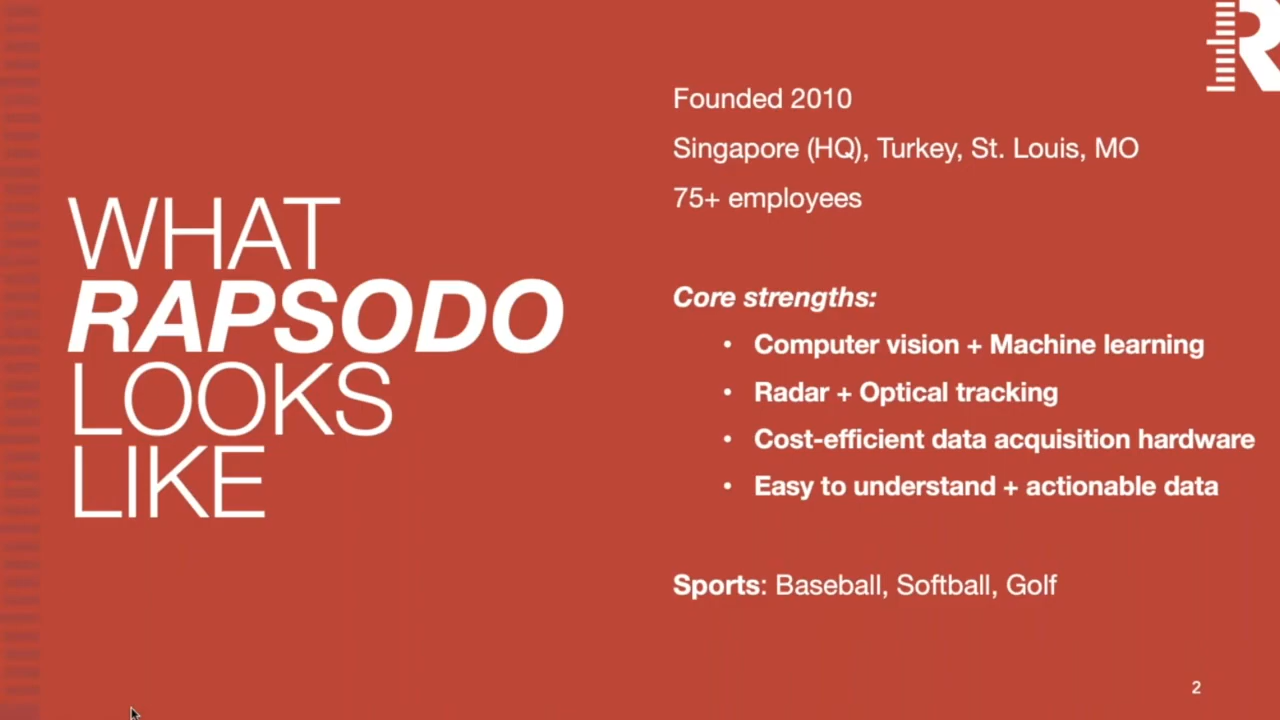 WHAT
RAPSODO
LOOKS
LIKE
Founded 2010
Singapore (HQ), Turkey, St. Louis, MO
75+ employees
Core strengths:
• Computer vision + Machine learning
• Radar + Optical tracking
• Cost-efficient data acquisition hardware
• Easy to understand + actionable data
Sports: Baseball, Softball, Golf
2
R